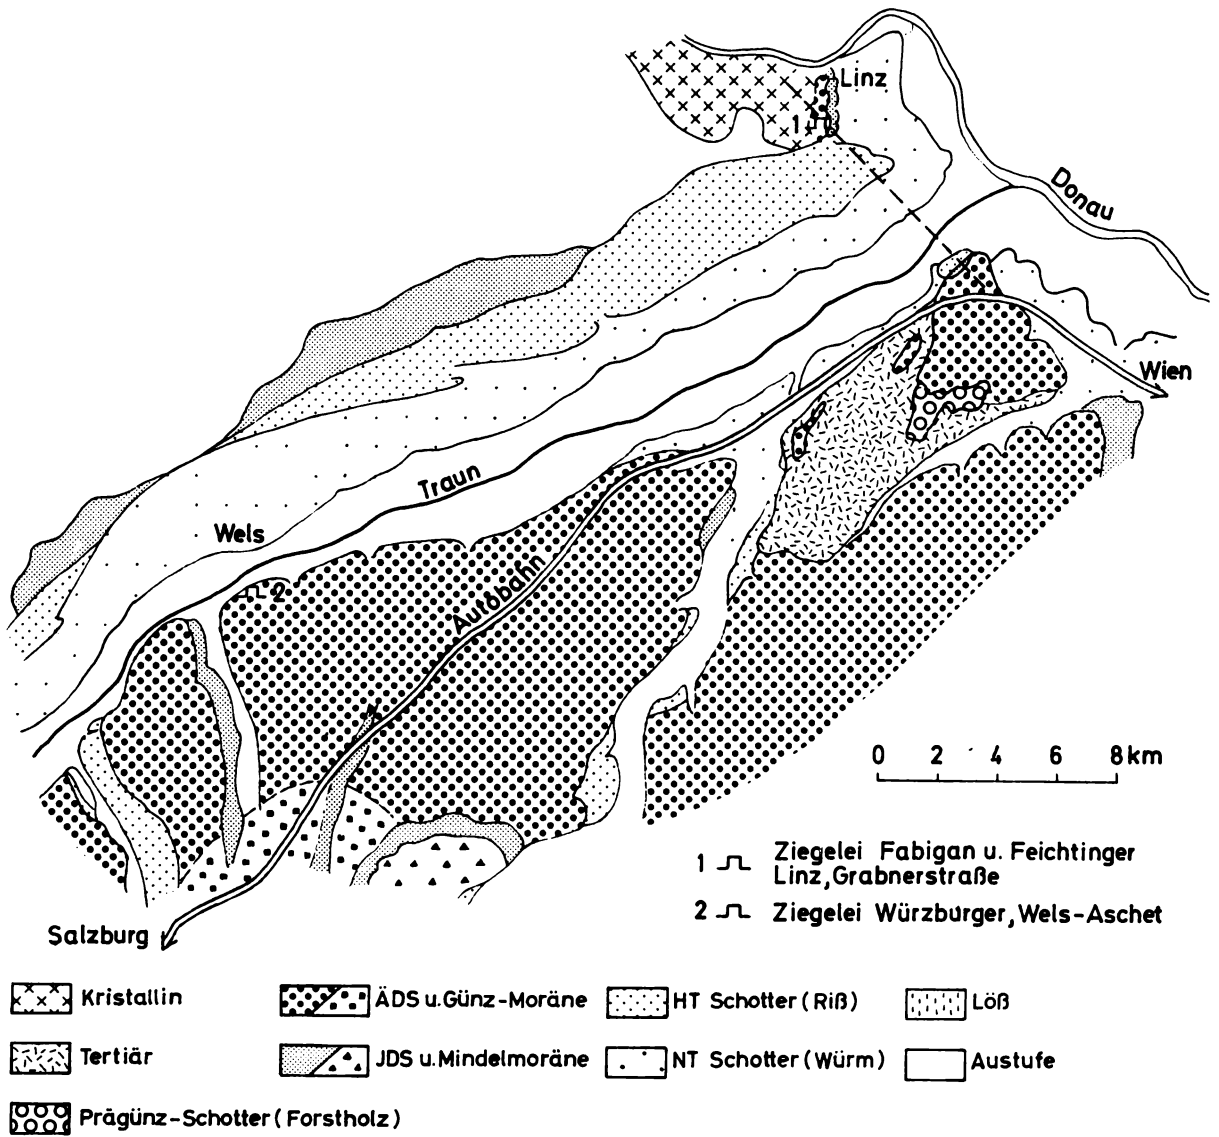 Linz
1
Donau
Wien
Traun
Wels
2
Autobahn
0 2 4 6 8 km
1 Ziegelei Fabigan u. Feichtinger
Linz, Grabnerstraße
2 Ziegelei Würzburger, Wels-Aschet
Salzburg
Kristallin
ÄDS u. Günz-Moräne
HT Schotter (Riß)
Löß
Tertiär
JDS u. Mindelmoräne
NT Schotter (Würm)
Austufe
Prägünz-Schotter (Forstholz)